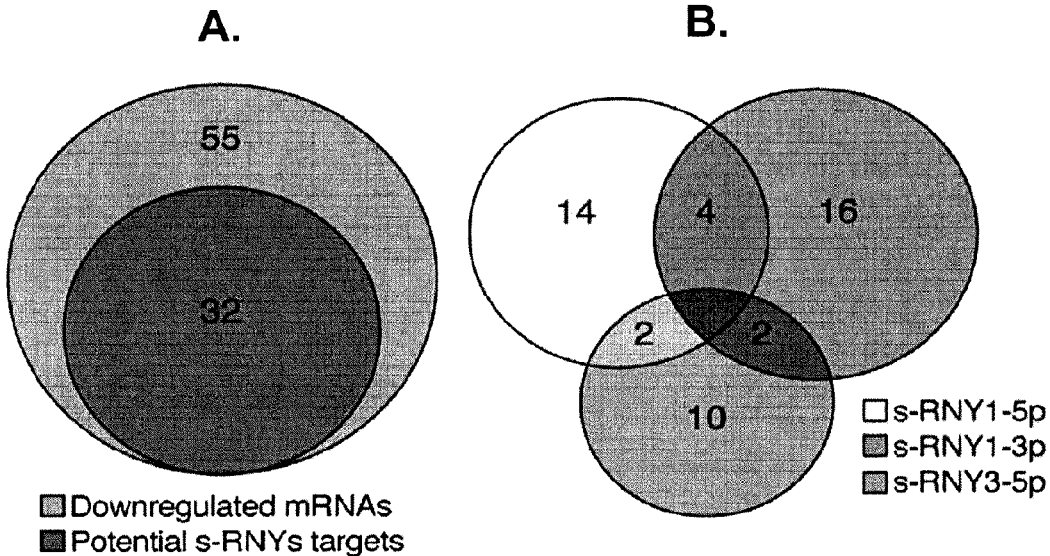 A.
B.
55
32
14
4
16
2
2
10
s-RNY1-5p
s-RNY1-3p
s-RNY3-5p
Downregulated mRNAs
Potential s-RNYs targets